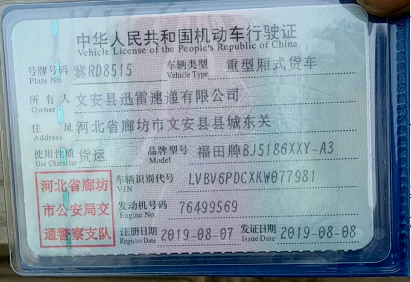 中华人民共和国机动车行驶证
Vehicle License of the People's Republic of China
号牌号码 冀RD8515 车辆类型 重型厢式货车
Plate No. Vehicle Type
所有人 文安县迅雷速递有限公司
Owner
住址 河北省廊坊市文安县县城东关
Address
使用性质 货运 品牌型号 福田牌BJ5186XXY-A3
Use Character Model
河北省廊坊市公安局交通警察支队
车辆识别代号 LVBV6PDCXKW077981
VIN
发动机号码 76499569
Engine No.
注册日期 2019-08-07 发证日期 2019-08-08
Register Date Issue Date